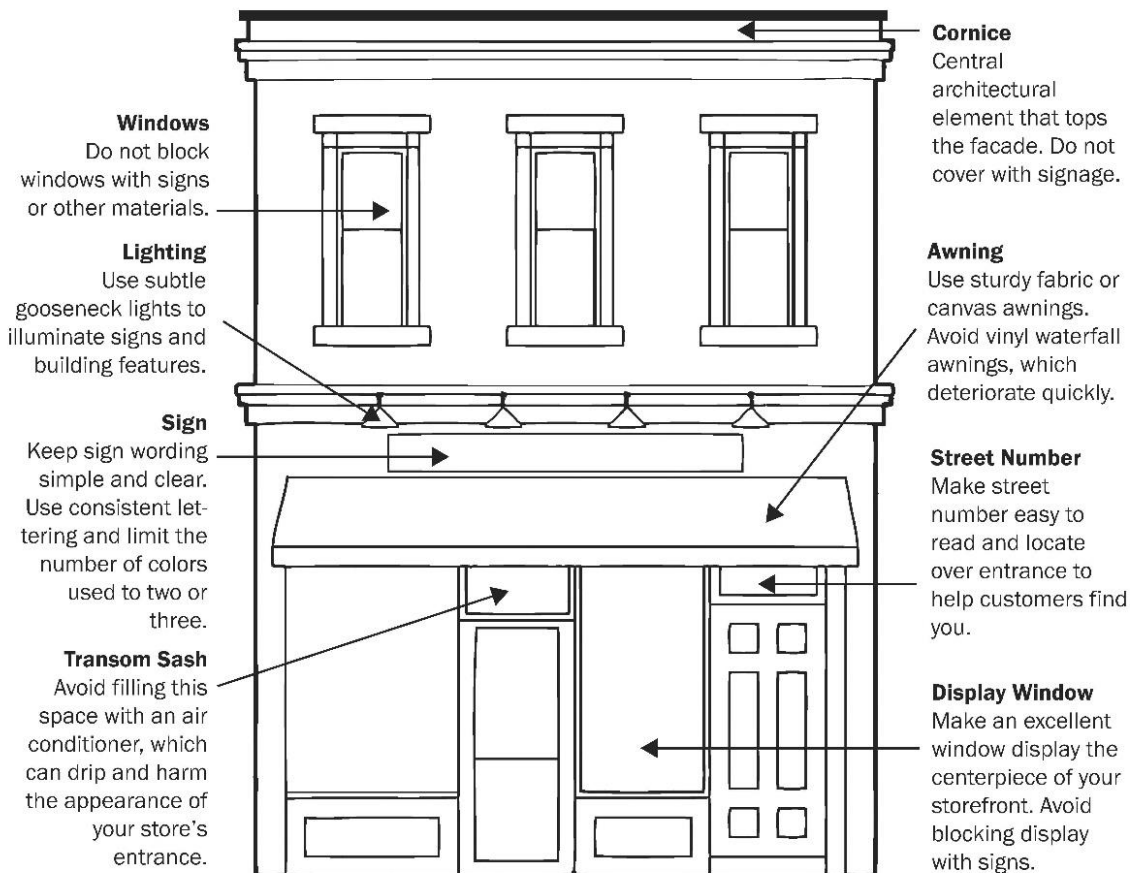 Windows
Do not block
windows with signs
or other materials.
Lighting
Use subtle
gooseneck lights to
illuminate signs and
building features.
Sign
Keep sign wording
simple and clear.
Use consistent let-
tering and limit the
number of colors
used to two or
three.
Transom Sash
Avoid filling this
space with an air
conditioner, which
can drip and harm
the appearance of
your store's
entrance.
Cornice
Central
architectural
element that tops
the facade. Do not
cover with signage.
Awning
Use sturdy fabric or
canvas awnings.
Avoid vinyl waterfall
awnings, which
deteriorate quickly.
Street Number
Make street
number easy to
read and locate
over entrance to
help customers find
you.
Display Window
Make an excellent
window display the
centerpiece of your
storefront. Avoid
blocking display
with signs.